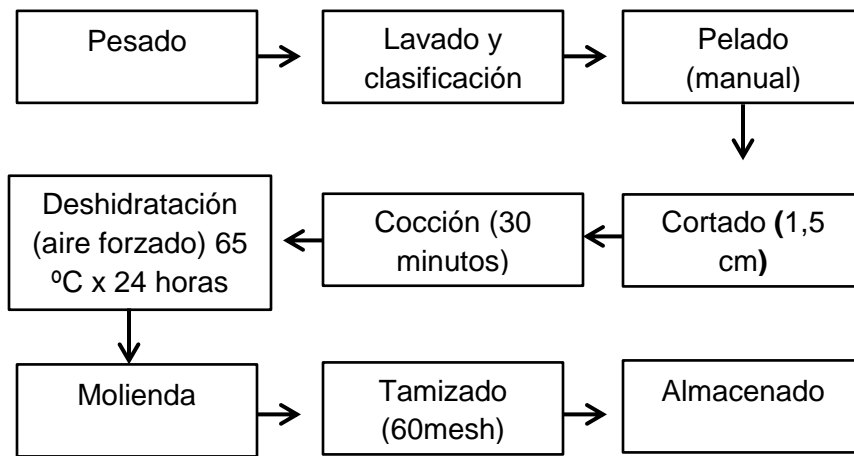 Pesado
Lavado y
clasificación
Pelado
(manual)
Cortado (1,5
cm)
Cocción (30
minutos)
Deshidratación
(aire forzado) 65
ºC x 24 horas
Molienda
Tamizado
(60mesh)
Almacenado